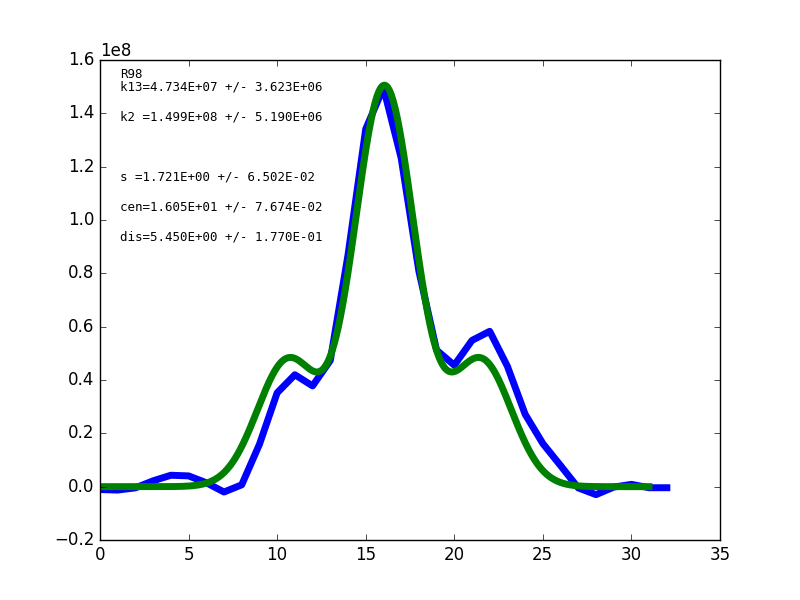 1e8
1.6
R98
k13=4.734E+07 +/- 3.623E+06
1.4
k2 =1.499E+08 +/- 5.190E+06
1.2
s =1.721E+00 +/- 6.502E-02
1.0
cen=1.605E+01 +/- 7.674E-02
dis=5.450E+00 +/- 1.770E-01
0.8
0.6
0.4
0.2
0.0
−0.2
0 5 10 15 20 25 30 35